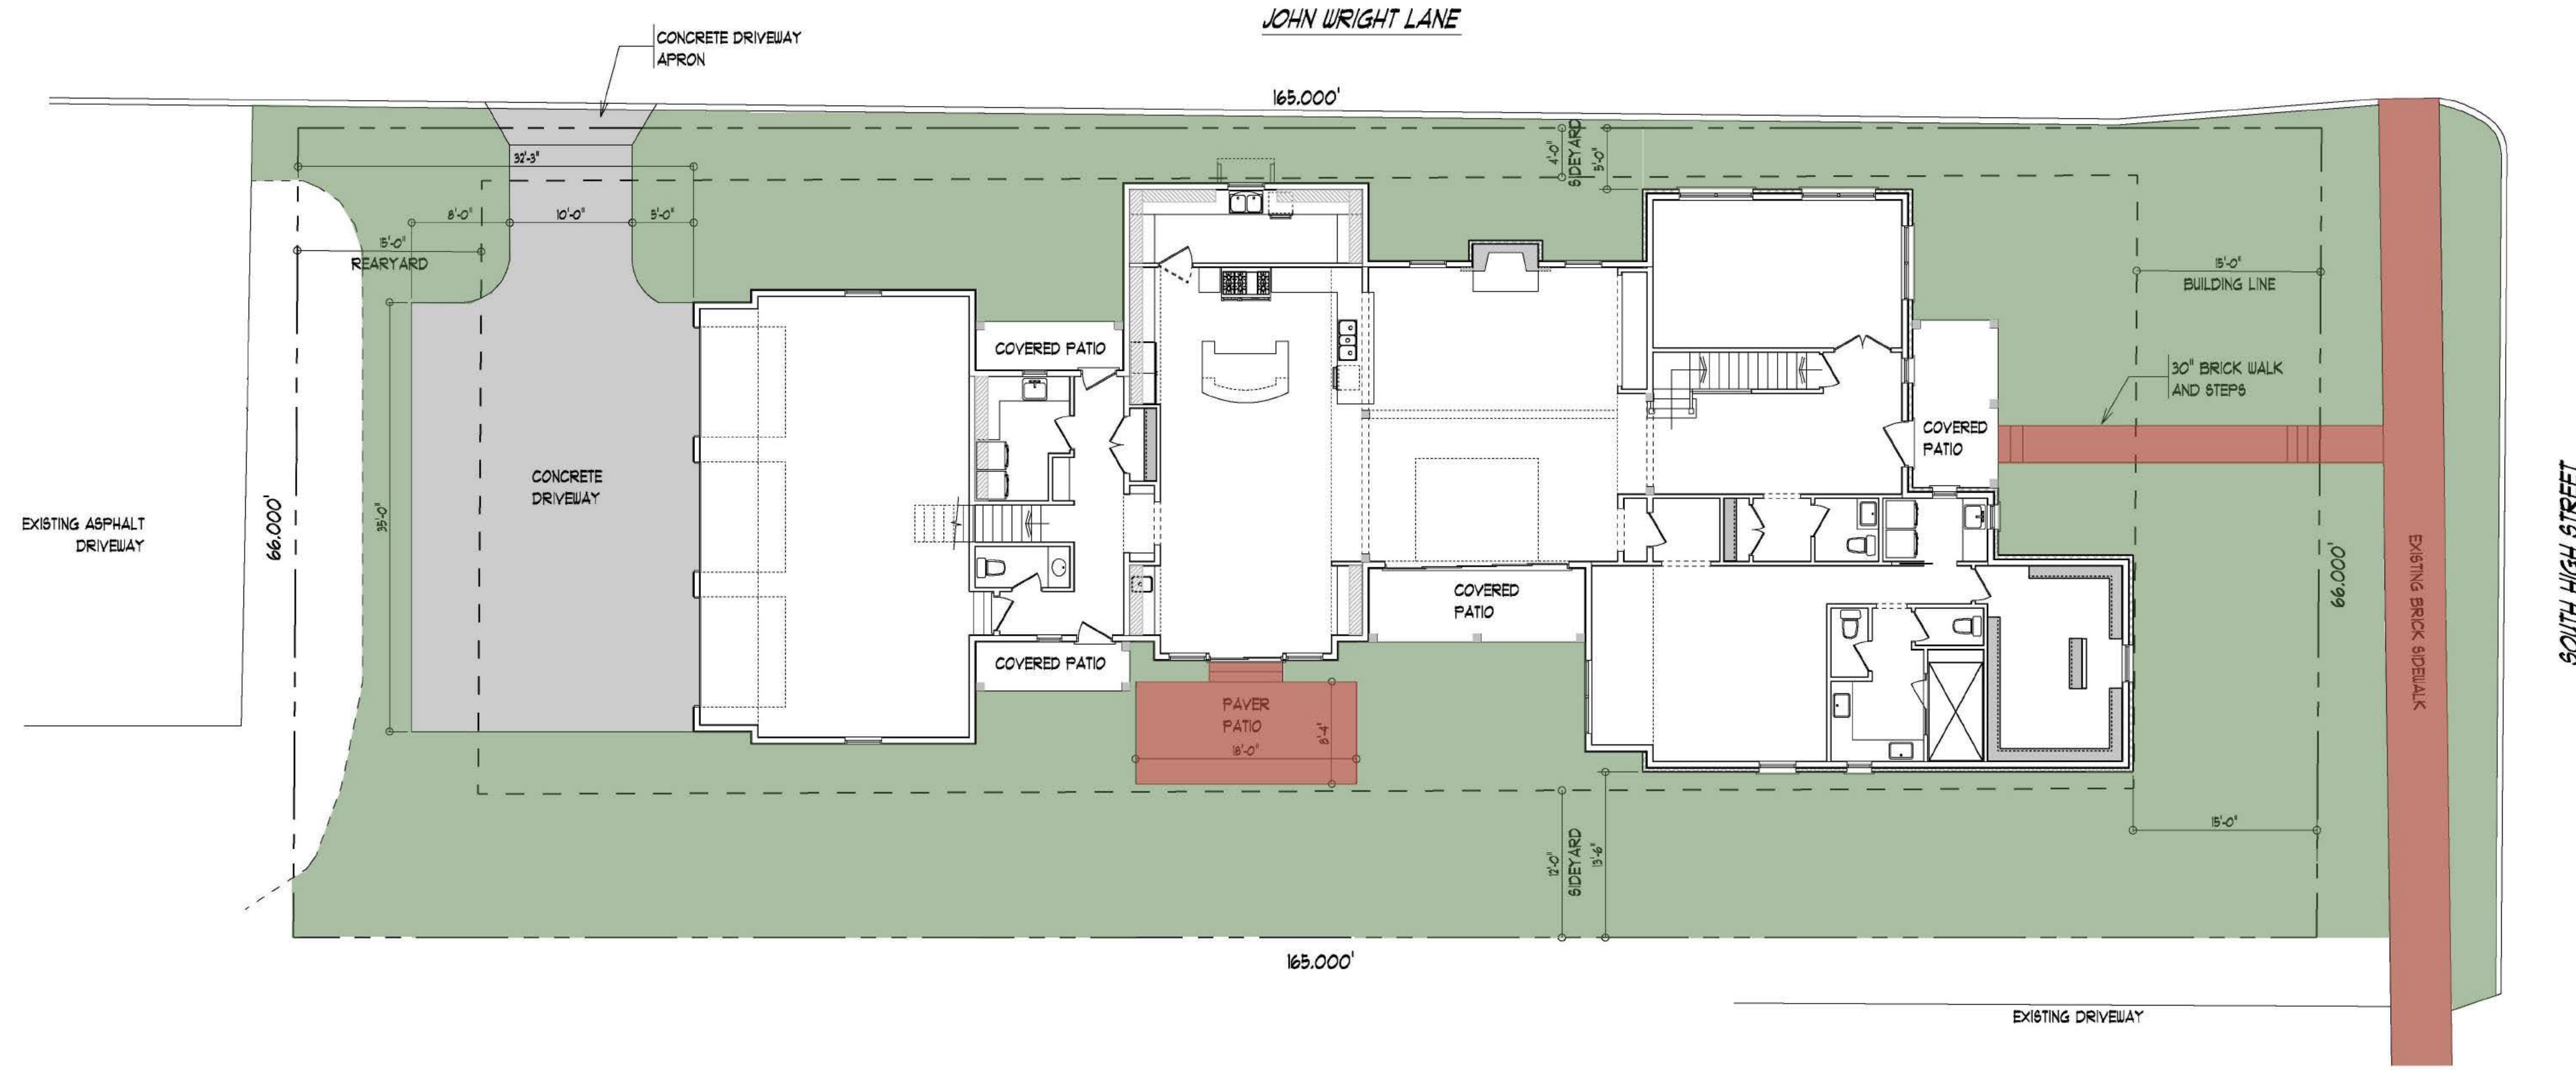 JOHN WRIGHT LANE
CONCRETE DRIVEWAY
APRON
165.000'
32'-3"
4'-0"
SIDEYARD
5'-0"
8'-0"
10'-0"
5'-0"
15'-0"
REARYARD
15'-0"
BUILDING LINE
COVERED PATIO
30" BRICK WALK
AND STEPS
COVERED
PATIO
CONCRETE
DRIVEWAY
35'-0"
66.000'
EXISTING ASPHALT
DRIVEWAY
SOUTH HIGH STREET
EXISTING BRICK SIDEWALK
66.000'
COVERED
PATIO
COVERED PATIO
PAVER
PATIO
18'-0"
8'-4"
12'-0"
SIDEYARD
13'-6"
15'-0"
165.000'
EXISTING DRIVEWAY